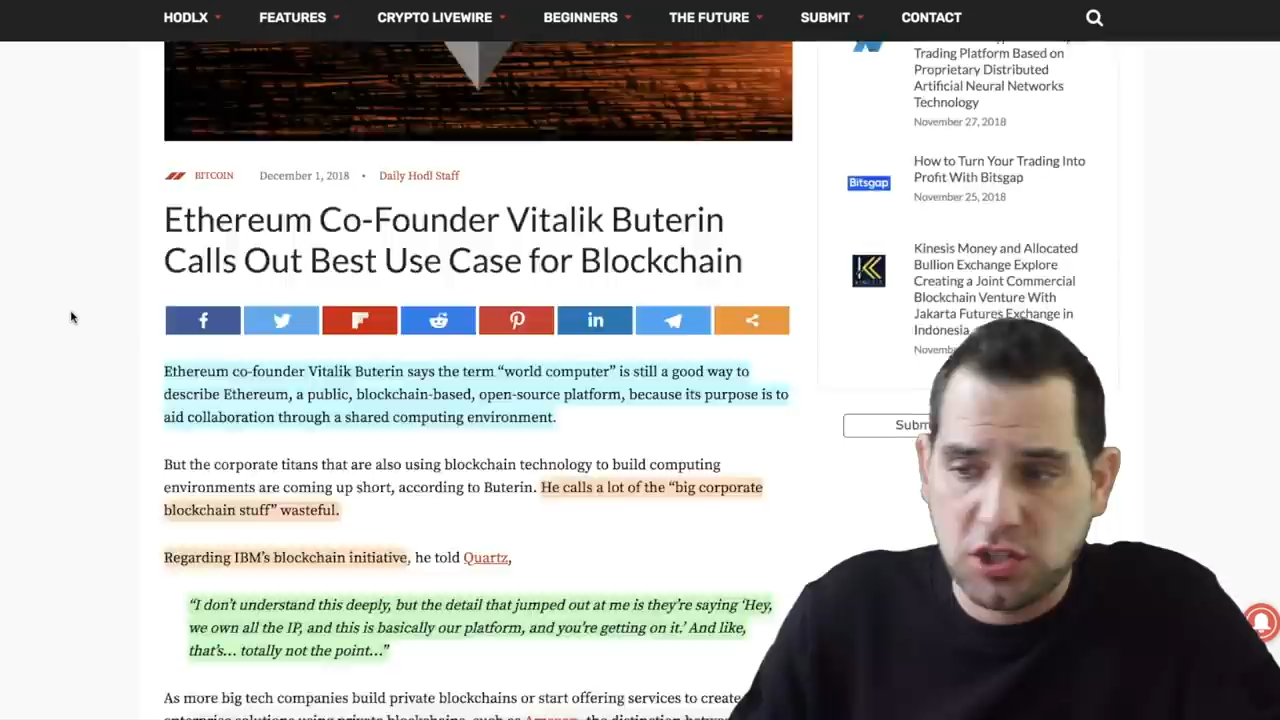 HODLX FEATURES CRYPTO LIVEWIRE BEGINNERS THE FUTURE SUBMIT CONTACT
Trading Platform Based on
Proprietary Distributed
Artificial Neural Networks
Technology
November 27, 2018
Bitsgap
How to Turn Your Trading Into
Profit With Bitsgap
November 25, 2018
KINESIS
Kinesis Money and Allocated
Bullion Exchange Explore
Creating a Joint Commercial
Blockchain Venture With
Jakarta Futures Exchange in
Indonesia
BITCOIN December 1, 2018 • Daily Hodl Staff
Ethereum Co-Founder Vitalik Buterin
Calls Out Best Use Case for Blockchain
Ethereum co-founder Vitalik Buterin says the term “world computer” is still a good way to
describe Ethereum, a public, blockchain-based, open-source platform, because its purpose is to
aid collaboration through a shared computing environment.
But the corporate titans that are also using blockchain technology to build computing
environments are coming up short, according to Buterin. He calls a lot of the “big corporate
blockchain stuff” wasteful.
Regarding IBM’s blockchain initiative, he told Quartz,
“I don’t understand this deeply, but the detail that jumped out at me is they’re saying ‘Hey,
we own all the IP, and this is basically our platform, and you’re getting on it.’ And like,
that’s… totally not the point…”
As more big tech companies build private blockchains or start offering services to create